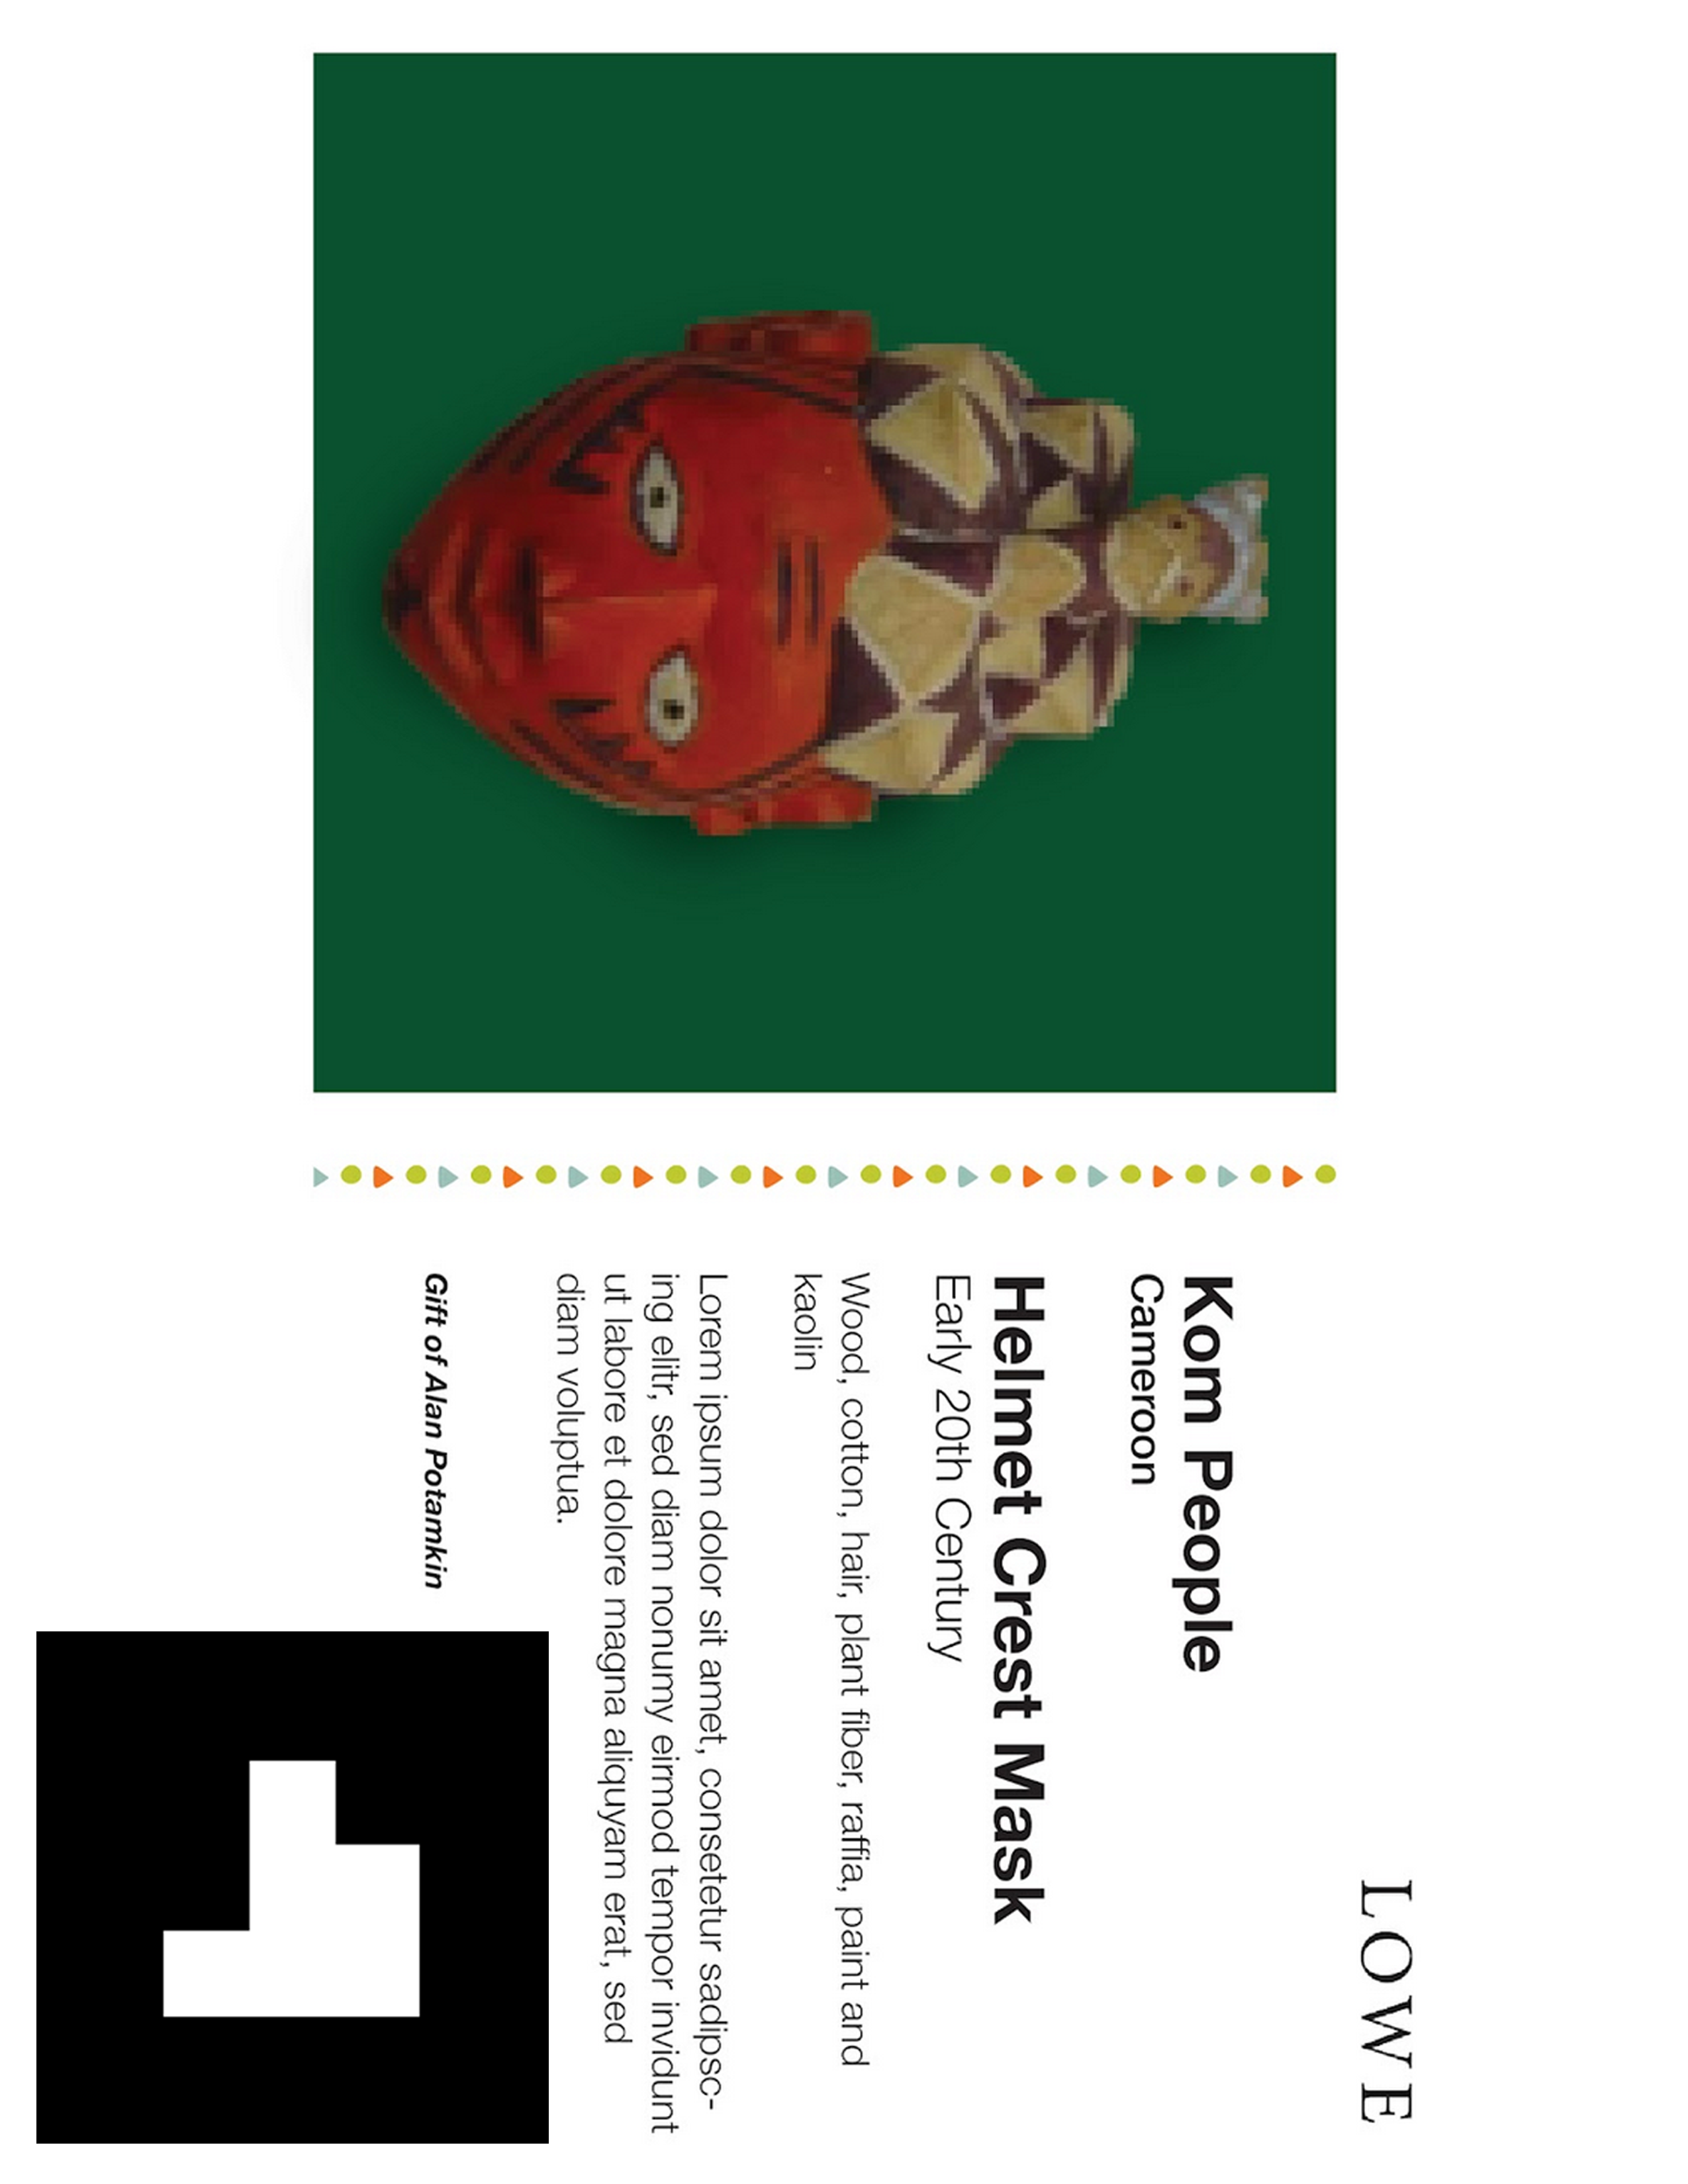 LOWE
Kom People
Cameroon
Helmet Crest Mask
Early 20th Century
Wood, cotton, hair, plant fiber, raffia, paint and
kaolin
Lorem ipsum dolor sit amet, consetetur sadipsc-
ing elitr, sed diam nonumy eirmod tempor invidunt
ut labore et dolore magna aliquyam erat, sed
diam voluptua.
Gift of Alan Potamkin